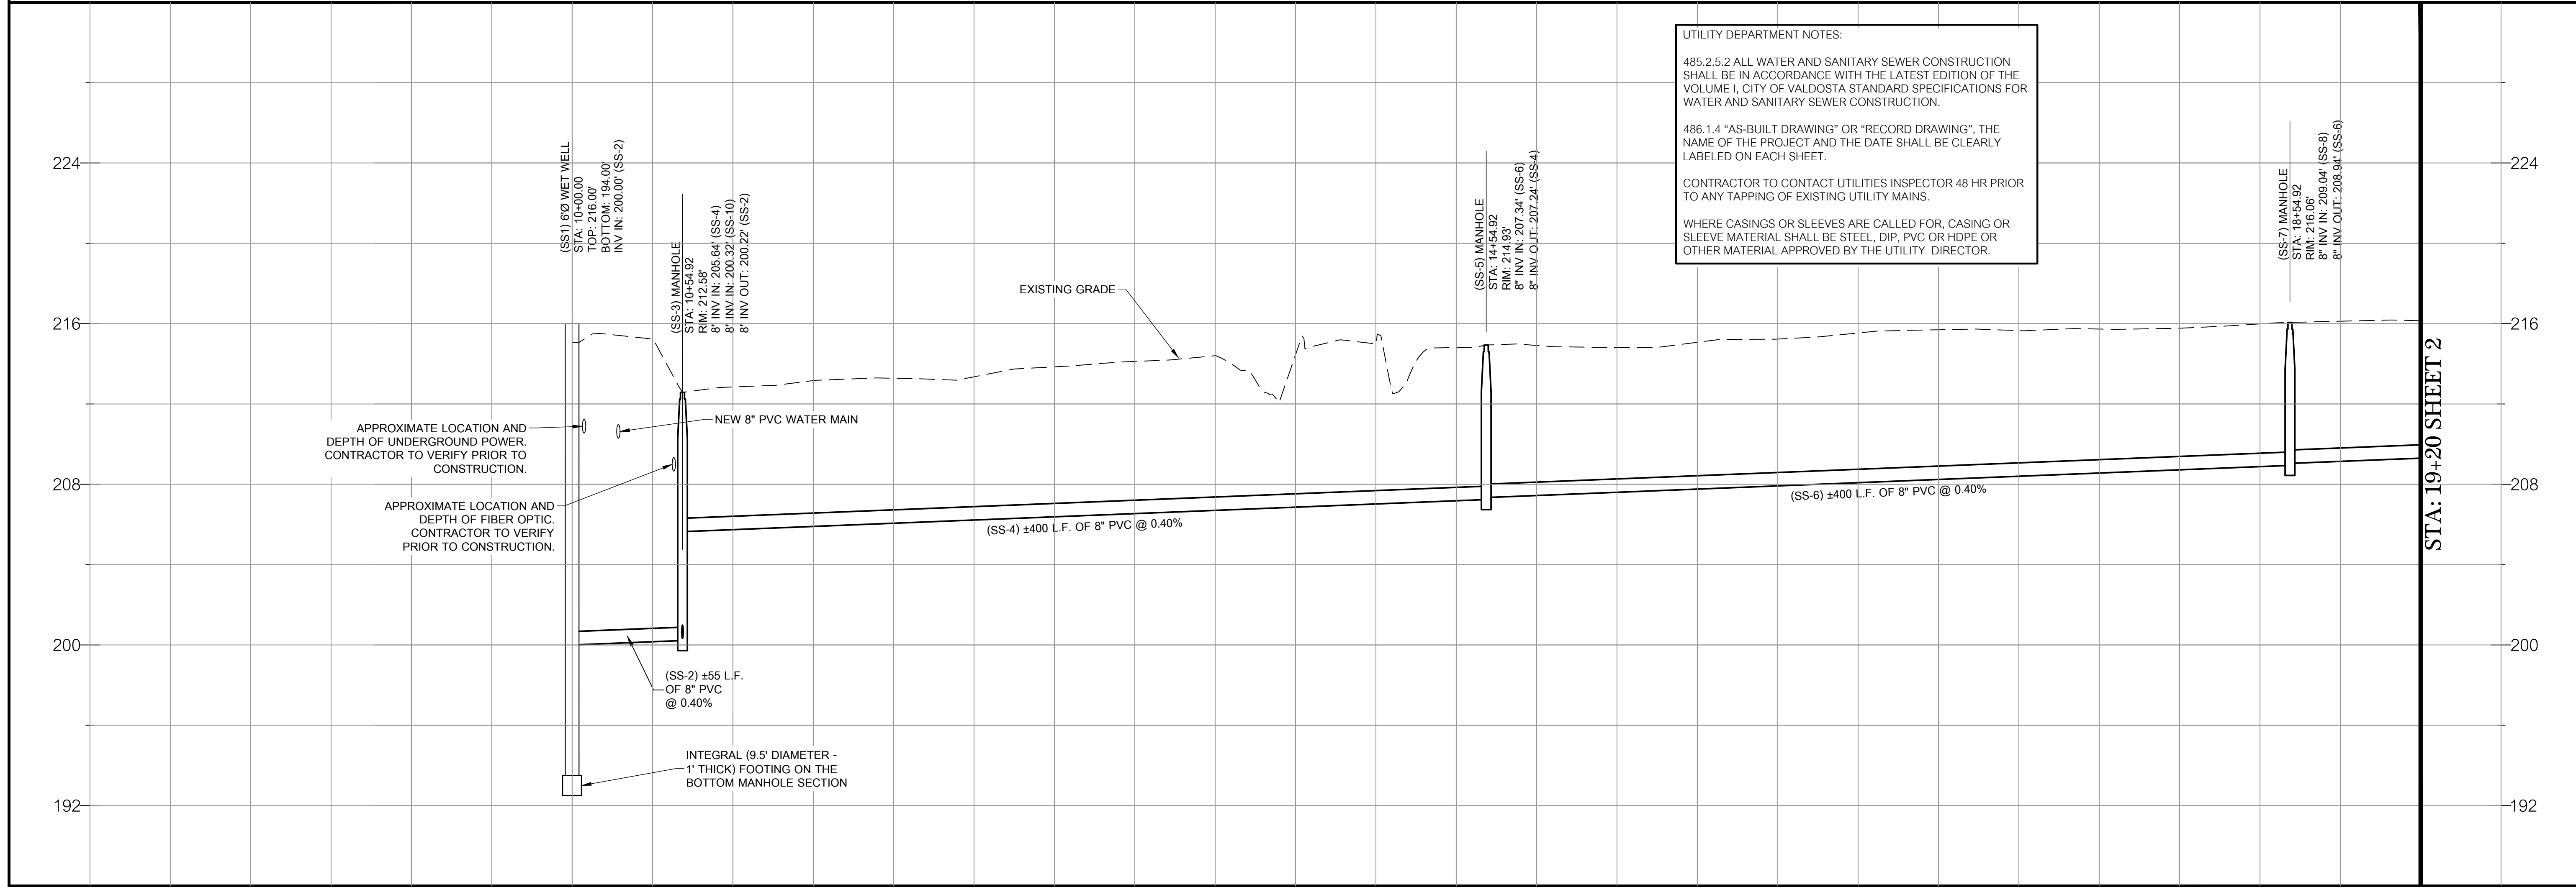 UTILITY DEPARTMENT NOTES:
485.2.5.2 ALL WATER AND SANITARY SEWER CONSTRUCTION
SHALL BE IN ACCORDANCE WITH THE LATEST EDITION OF THE
VOLUME I, CITY OF VALDOSTA STANDARD SPECIFICATIONS FOR
WATER AND SANITARY SEWER CONSTRUCTION.
486.1.4 “AS-BUILT DRAWING” OR “RECORD DRAWING”, THE
NAME OF THE PROJECT AND THE DATE SHALL BE CLEARLY
LABELED ON EACH SHEET.
CONTRACTOR TO CONTACT UTILITIES INSPECTOR 48 HR PRIOR
TO ANY TAPPING OF EXISTING UTILITY MAINS.
WHERE CASINGS OR SLEEVES ARE CALLED FOR, CASING OR
SLEEVE MATERIAL SHALL BE STEEL, DIP, PVC OR HDPE OR
OTHER MATERIAL APPROVED BY THE UTILITY DIRECTOR.
224
216
208
200
192
(SS1) 6'Ø WET WELL
STA: 10+00.00
TOP: 216.00'
BOTTOM: 194.00'
INV IN: 200.00' (SS-2)
(SS-3) MANHOLE
STA: 10+54.92
RIM: 212.58'
8" INV IN: 205.64' (SS-4)
8" INV IN: 200.32' (SS-10)
8" INV OUT: 200.22' (SS-2)
EXISTING GRADE
(SS-5) MANHOLE
STA: 14+54.92
RIM: 214.93'
8" INV IN: 207.34' (SS-6)
8" INV OUT: 207.24' (SS-4)
(SS-7) MANHOLE
STA: 18+54.92
RIM: 216.06'
8" INV IN: 209.04' (SS-8)
8" INV OUT: 208.94' (SS-6)
APPROXIMATE LOCATION AND
DEPTH OF UNDERGROUND POWER.
CONTRACTOR TO VERIFY PRIOR TO
CONSTRUCTION.
NEW 8" PVC WATER MAIN
APPROXIMATE LOCATION AND
DEPTH OF FIBER OPTIC.
CONTRACTOR TO VERIFY
PRIOR TO CONSTRUCTION.
(SS-4) ±400 L.F. OF 8" PVC @ 0.40%
(SS-6) ±400 L.F. OF 8" PVC @ 0.40%
(SS-2) ±55 L.F.
OF 8" PVC
@ 0.40%
INTEGRAL (9.5' DIAMETER -
1' THICK) FOOTING ON THE
BOTTOM MANHOLE SECTION
STA: 19+20 SHEET 2
224
216
208
200
192